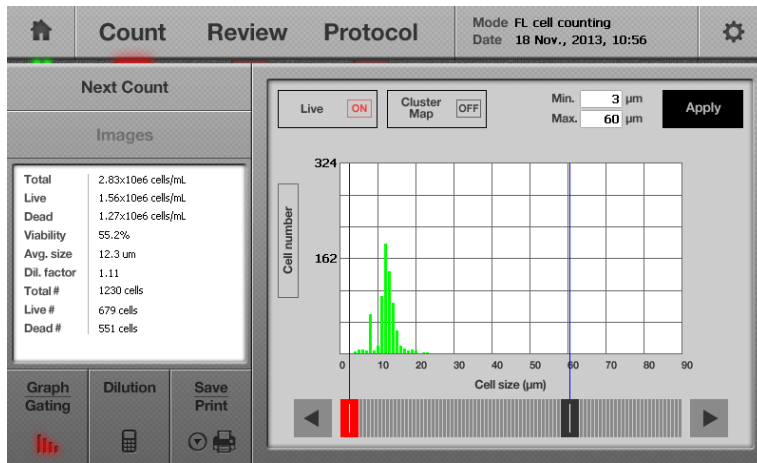 Count Review Protocol
Mode FL cell counting
Date 18 Nov., 2013, 10:56
Next Count
Images
Total 2.83x10e6 cells/mL
Live 1.56x10e6 cells/mL
Dead 1.27x10e6 cells/mL
Viability 55.2%
Avg. size 12.3 um
Dil. factor 1.11
Total # 1230 cells
Live # 679 cells
Dead # 551 cells
Graph Gating
Dilution
Save Print
Live ON
Cluster Map OFF
Min. 3 μm
Max. 60 μm
Apply
324
162
Cell number
0 10 20 30 40 50 60 70 80 90
Cell size (μm)